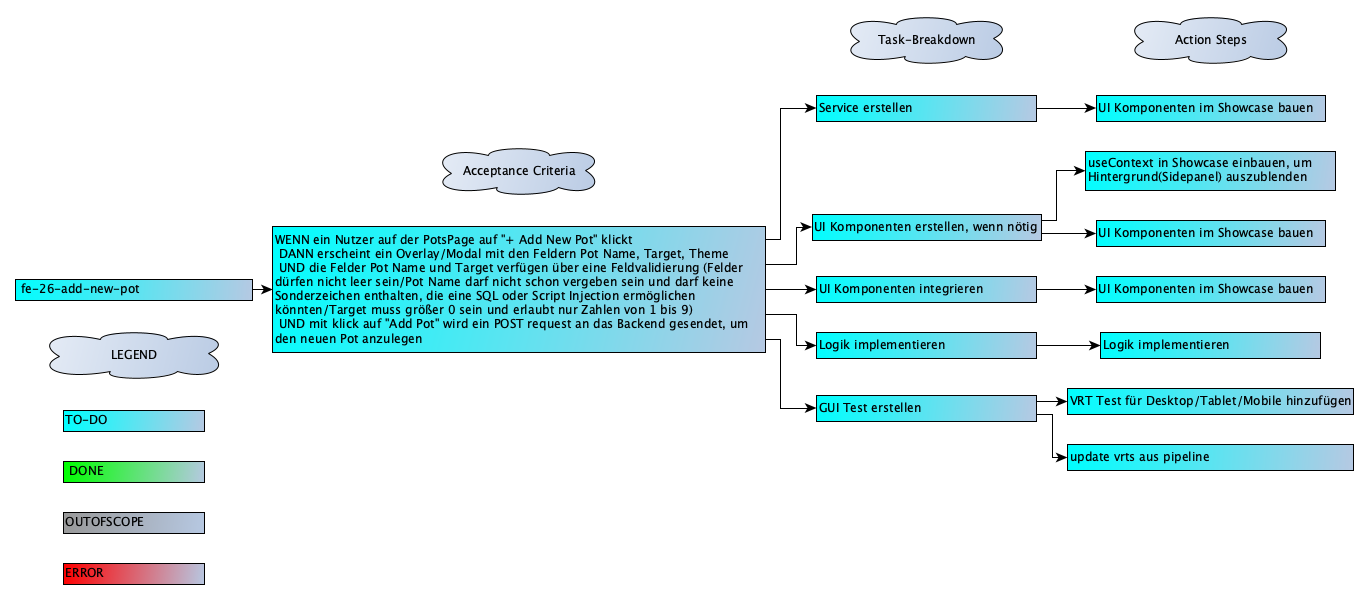 Task-Breakdown
Action Steps
Service erstellen
UI Komponenten im Showcase bauen
Acceptance Criteria
useContext in Showcase einbauen, um
Hintergrund(Sidepanel) auszublenden
UI Komponenten erstellen, wenn nötig
UI Komponenten im Showcase bauen
WENN ein Nutzer auf der PotsPage auf "+ Add New Pot" klickt
DANN erscheint ein Overlay/Modal mit den Feldern Pot Name, Target, Theme
UND die Felder Pot Name und Target verfügen über eine Feldvalidierung (Felder
dürfen nicht leer sein/Pot Name darf nicht schon vergeben sein und darf keine
Sonderzeichen enthalten, die eine SQL oder Script Injection ermöglichen
könnten/Target muss größer 0 sein und erlaubt nur Zahlen von 1 bis 9)
UND mit klick auf "Add Pot" wird ein POST request an das Backend gesendet, um
den neuen Pot anzulegen
fe-26-add-new-pot
UI Komponenten integrieren
UI Komponenten im Showcase bauen
Logik implementieren
Logik implementieren
GUI Test erstellen
VRT Test für Desktop/Tablet/Mobile hinzufügen
update vrts aus pipeline
LEGEND
TO-DO
DONE
OUTOFSCOPE
ERROR